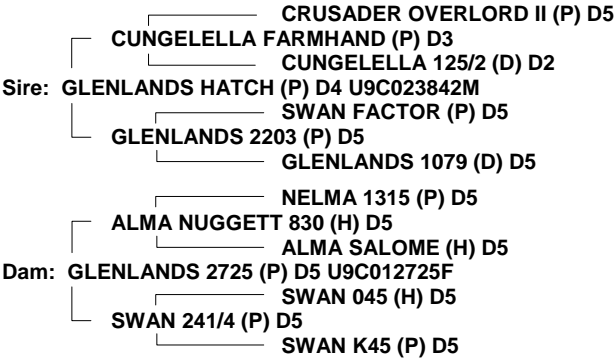 CRUSADER OVERLORD II (P) D5
CUNGELELLA FARMHAND (P) D3
CUNGELELLA 125/2 (D) D2
Sire: GLENLANDS HATCH (P) D4 U9C023842M
SWAN FACTOR (P) D5
GLENLANDS 2203 (P) D5
GLENLANDS 1079 (D) D5
NELMA 1315 (P) D5
ALMA NUGGETT 830 (H) D5
ALMA SALOME (H) D5
Dam: GLENLANDS 2725 (P) D5 U9C012725F
SWAN 045 (H) D5
SWAN 241/4 (P) D5
SWAN K45 (P) D5